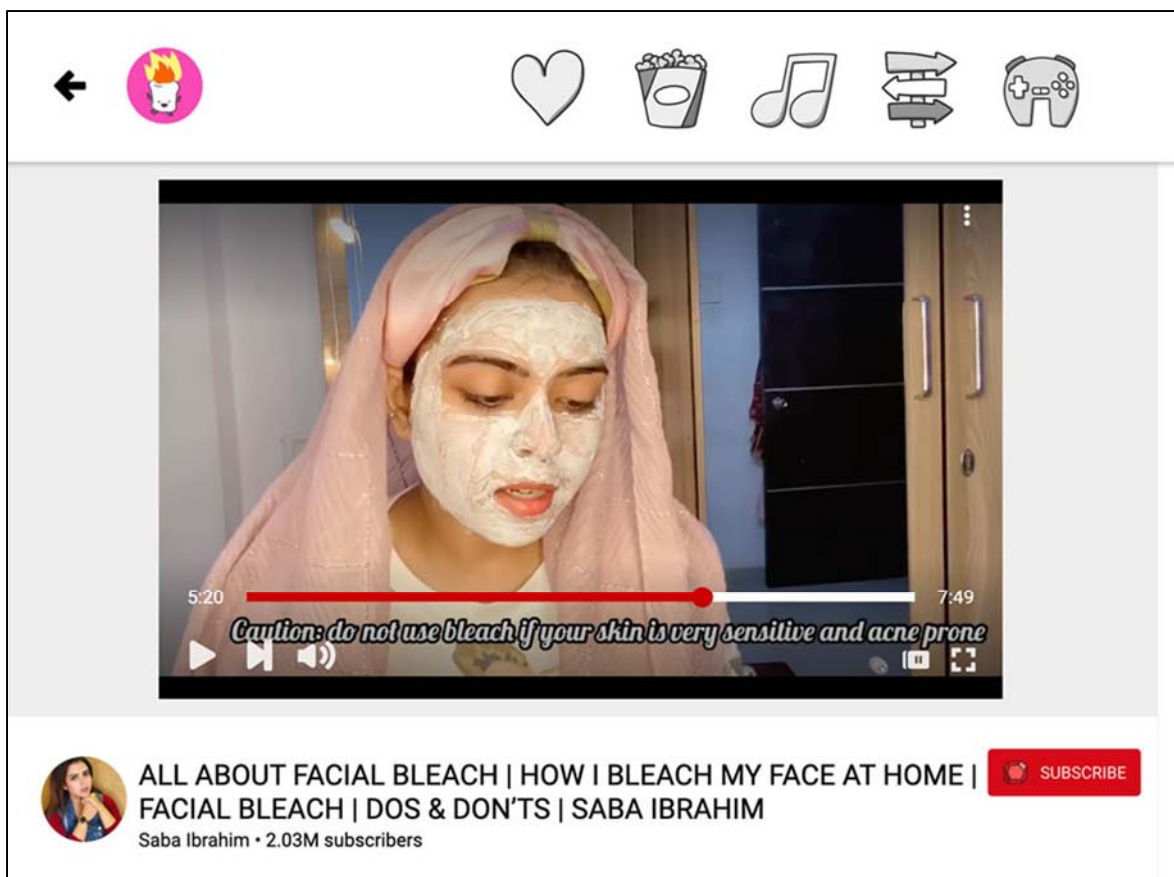 5:20
7:49
Caution: do not use bleach if your skin is very sensitive and acne prone
ALL ABOUT FACIAL BLEACH | HOW I BLEACH MY FACE AT HOME |
FACIAL BLEACH | DOS & DON'TS | SABA IBRAHIM
SUBSCRIBE
Saba Ibrahim • 2.03M subscribers